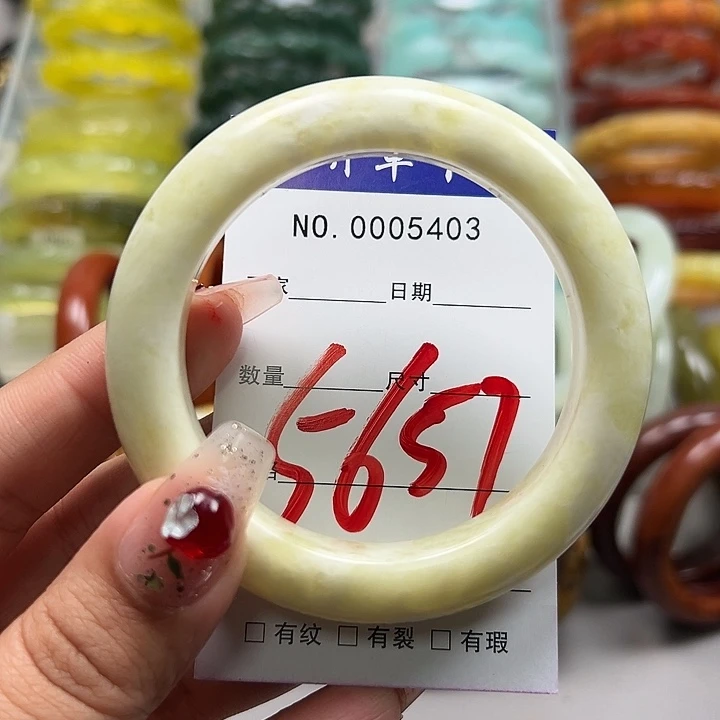 NO. 0005403
家 日期
数量 尺寸
5657
□ 有纹 □ 有裂 □ 有瑕